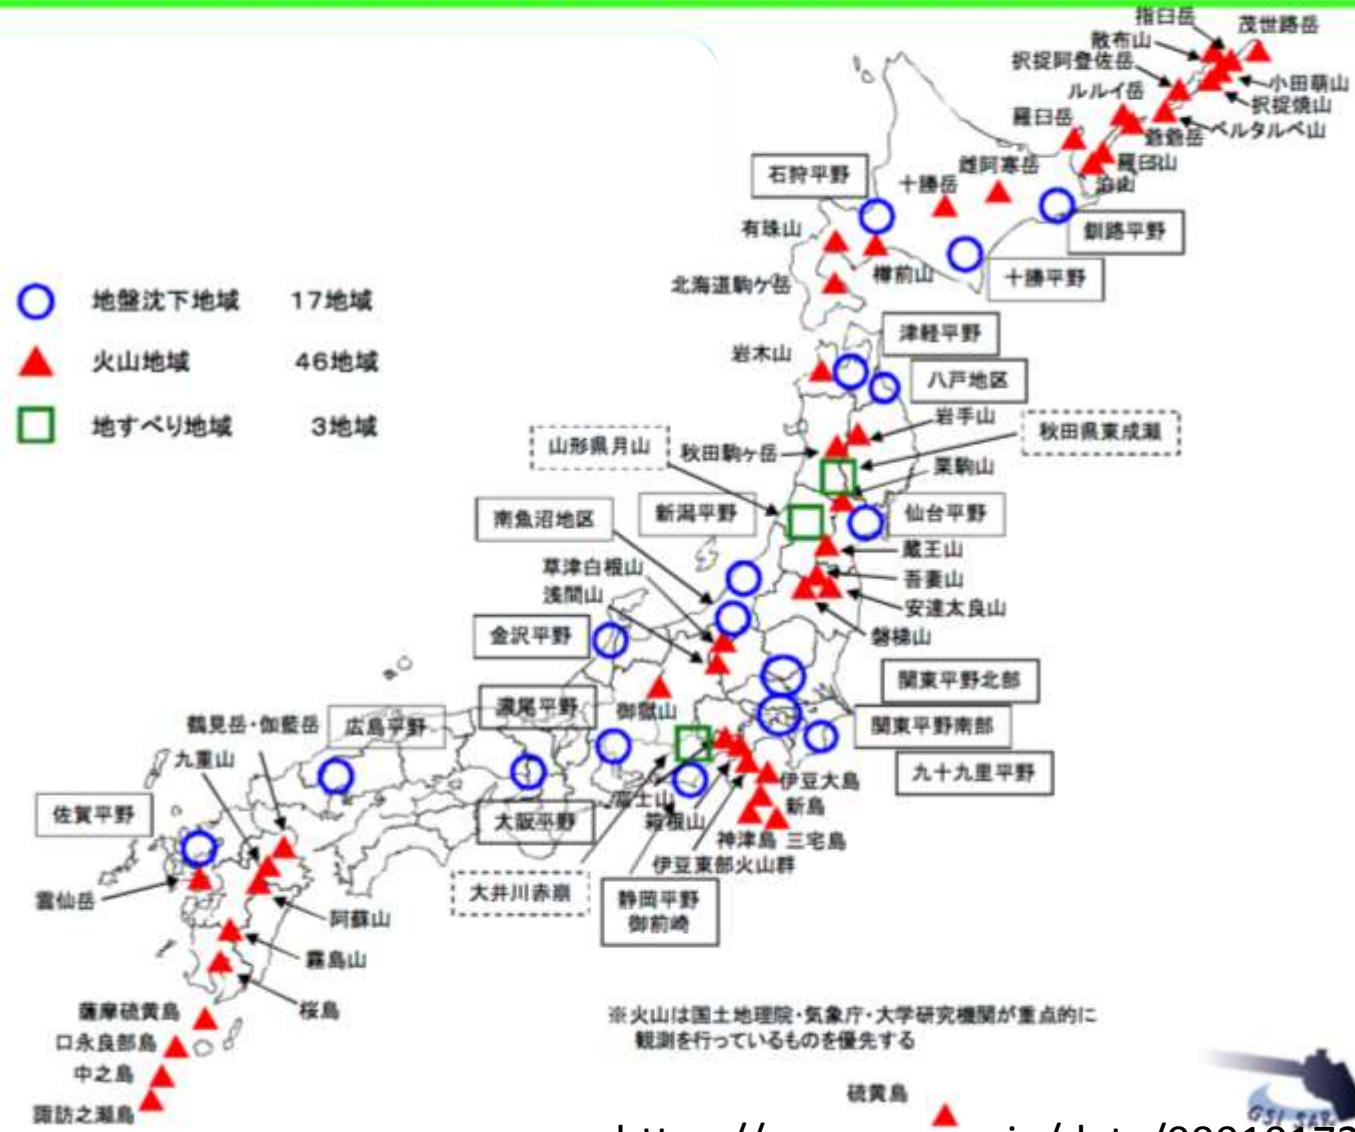 指臼岳
茂世路岳
散布山
択捉阿登佐岳
小田萌山
ルルイ岳
択捉焼山
羅臼岳
ベルタルベ山
爺爺岳
雌阿寒岳
羅臼山
石狩平野
十勝岳
泊山
有珠山
釧路平野
樽前山
十勝平野
北海道駒ケ岳
地盤沈下地域 17地域
火山地域 46地域
地すべり地域 3地域
津軽平野
岩木山
八戸地区
岩手山
秋田県東成瀬
山形県月山
秋田駒ヶ岳
栗駒山
南魚沼地区
新潟平野
仙台平野
蔵王山
草津白根山
吾妻山
浅間山
安達太良山
金沢平野
磐梯山
関東平野北部
濃尾平野
御嶽山
鶴見岳・伽藍岳
広島平野
関東平野南部
九重山
九十九里平野
伊豆大島
佐賀平野
富士山
新島
大阪平野
箱根山
神津島
三宅島
伊豆東部火山群
大井川赤崩
静岡平野
御前崎
雲仙岳
阿蘇山
霧島山
薩摩硫黄島
桜島
口永良部島
中之島
諏訪之瀬島
※火山は国土地理院・気象庁・大学研究機関が重点的に
観測を行っているものを優先する
硫黄島
GSI SAR